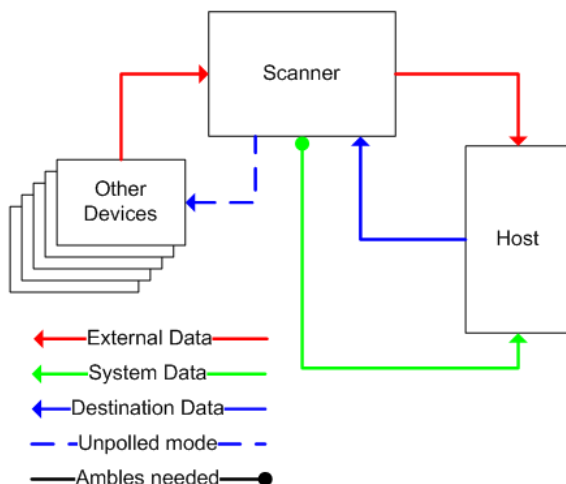 Scanner
Other
Devices
Host
External Data
System Data
Destination Data
Unpolled mode
Ambles needed